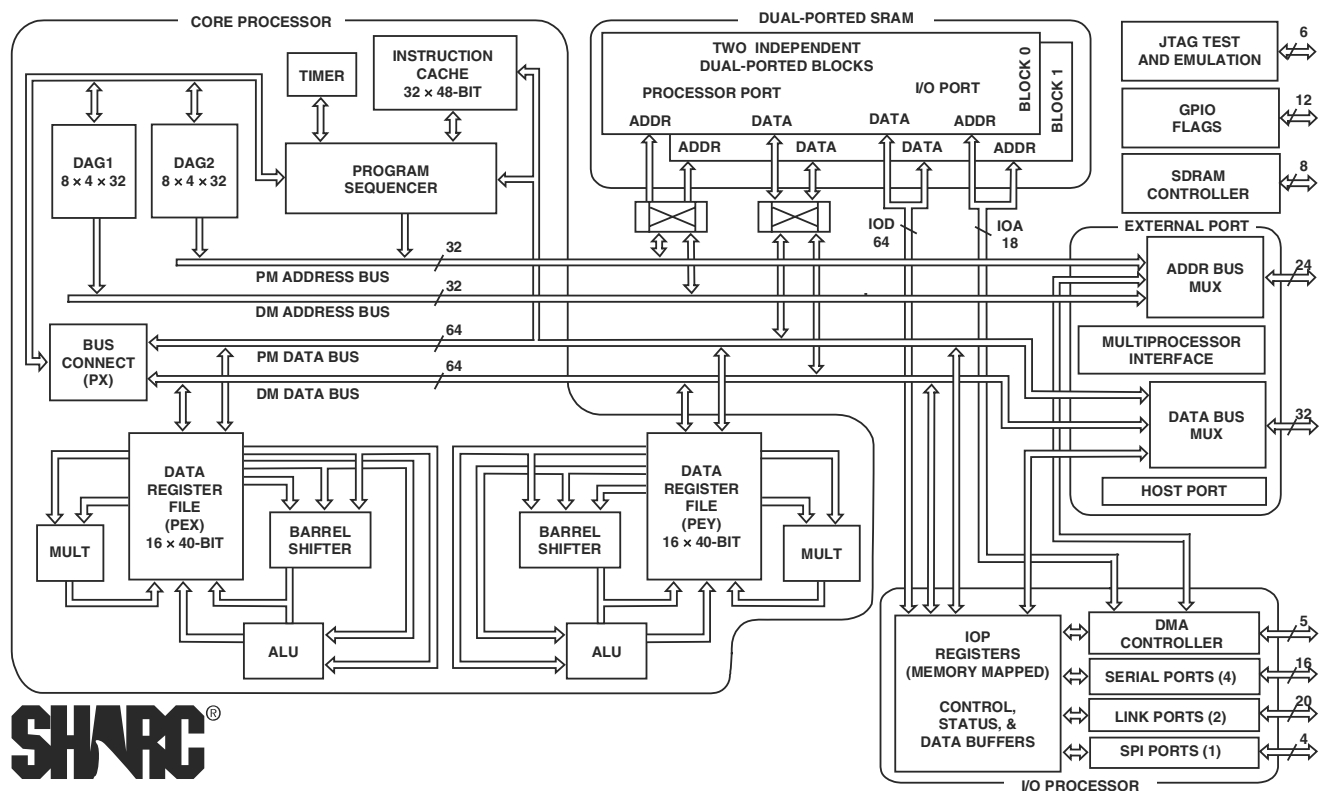 CORE PROCESSOR
TIMER
INSTRUCTION
CACHE
32 × 48-BIT
DAG1
8 × 4 × 32
DAG2
8 × 4 × 32
PROGRAM
SEQUENCER
DUAL-PORTED SRAM
TWO INDEPENDENT
DUAL-PORTED BLOCKS
PROCESSOR PORT
I/O PORT
BLOCK 0
BLOCK 1
ADDR
DATA
DATA
ADDR
ADDR
DATA
DATA
ADDR
JTAG TEST
AND EMULATION
6
GPIO
FLAGS
12
SDRAM
CONTROLLER
8
IOD
64
IOA
18
EXTERNAL PORT
ADDR BUS
MUX
24
MULTIPROCESSOR
INTERFACE
DATA BUS
MUX
32
HOST PORT
32
PM ADDRESS BUS
32
DM ADDRESS BUS
BUS
CONNECT
(PX)
64
PM DATA BUS
64
DM DATA BUS
MULT
DATA
REGISTER
FILE
(PEX)
16 × 40-BIT
BARREL
SHIFTER
ALU
BARREL
SHIFTER
DATA
REGISTER
FILE
(PEY)
16 × 40-BIT
MULT
ALU
IOP
REGISTERS
(MEMORY MAPPED)
CONTROL,
STATUS, &
DATA BUFFERS
DMA
CONTROLLER
5
SERIAL PORTS (4)
16
LINK PORTS (2)
20
SPI PORTS (1)
4
I/O PROCESSOR
SHARC®